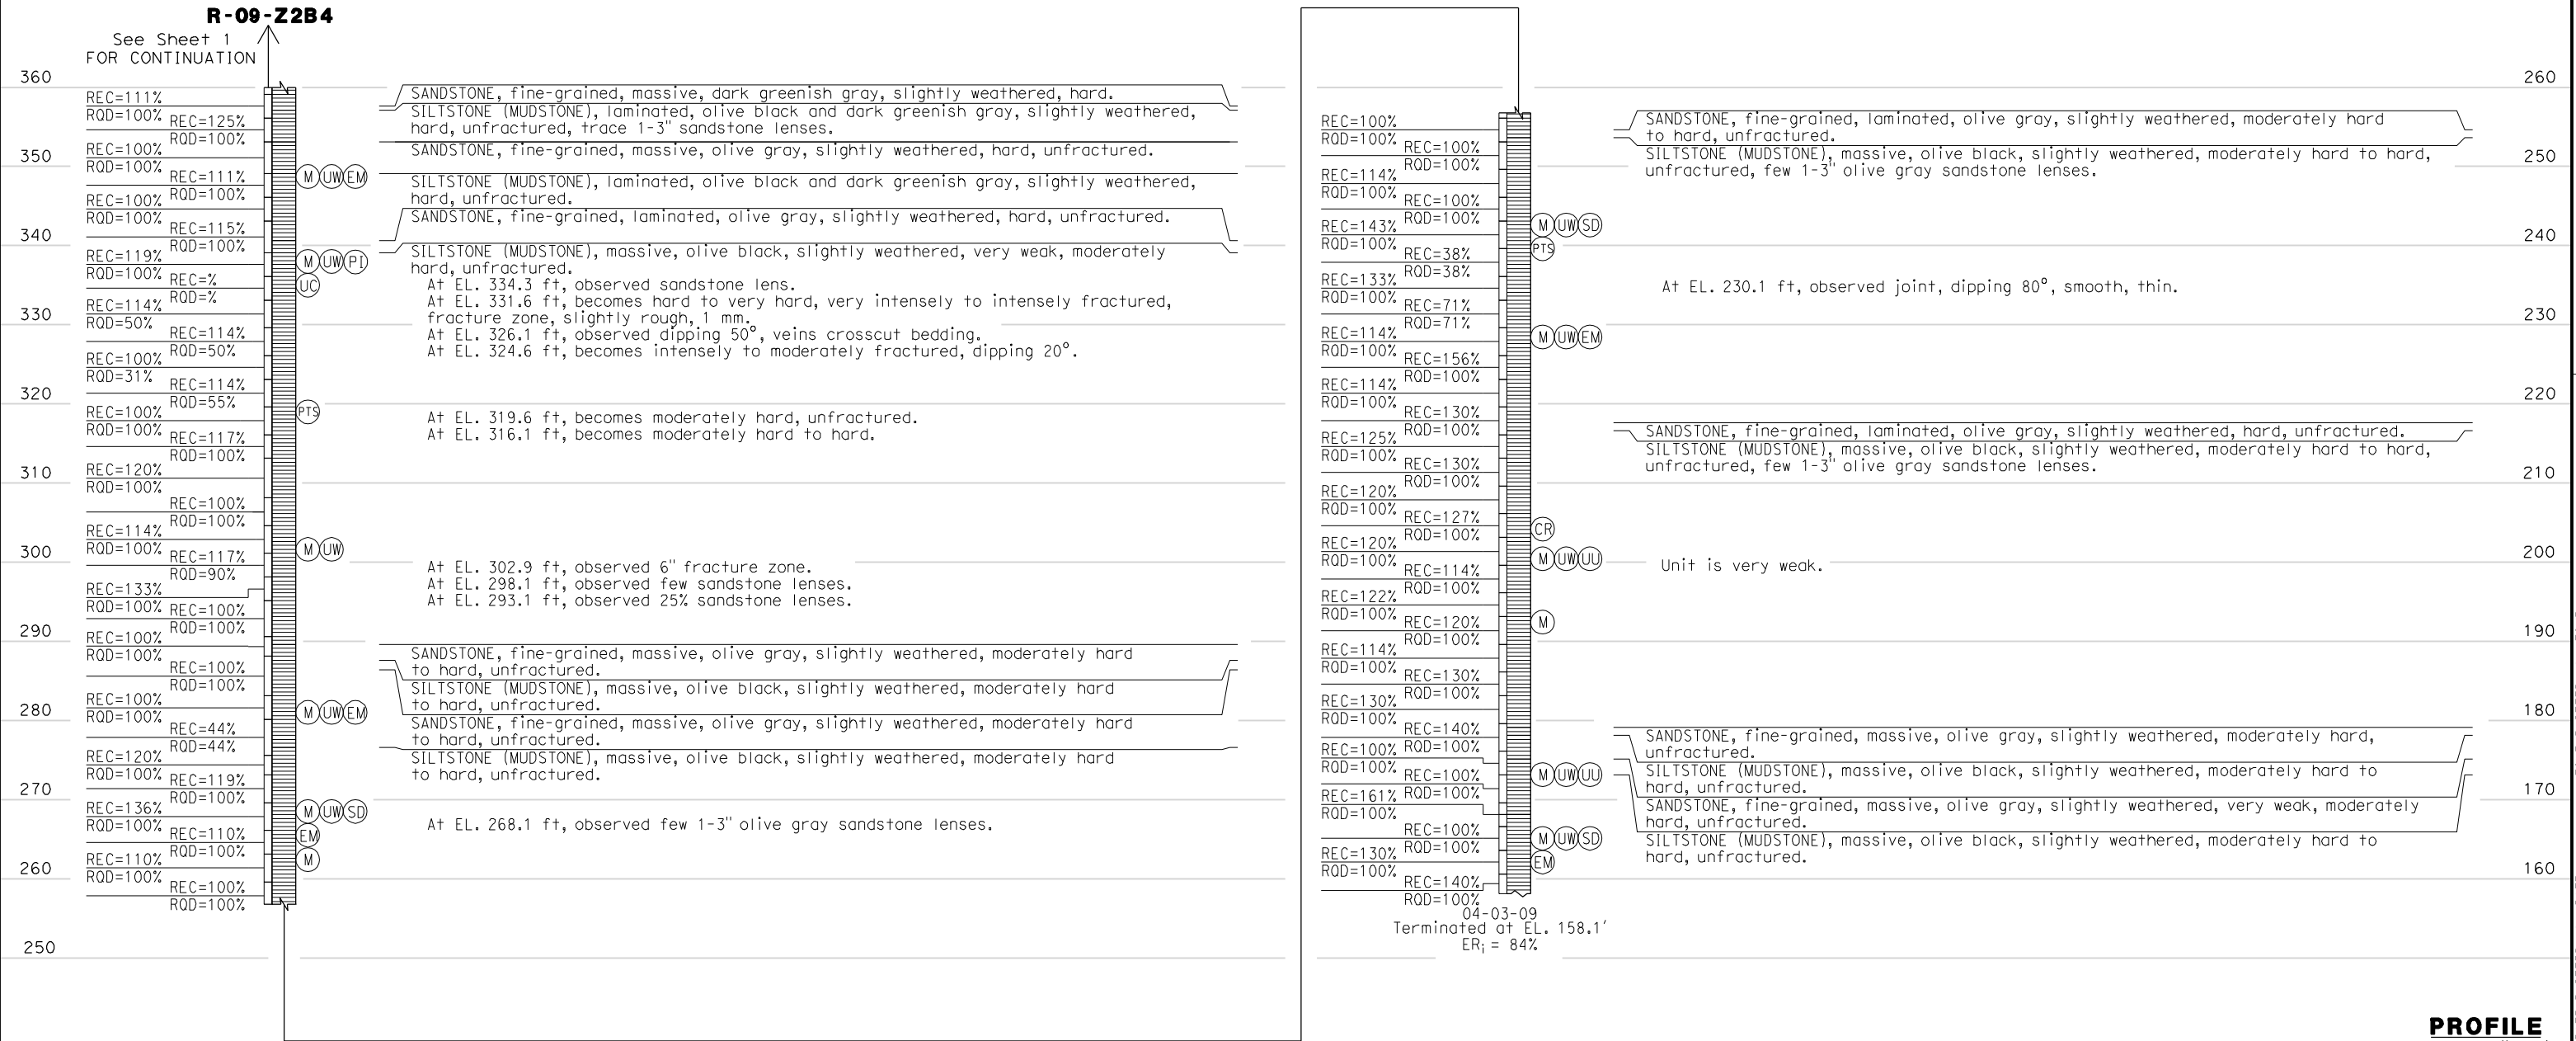 R-09-Z2B4
See Sheet 1
FOR CONTINUATION
360
REC=111%
RQD=100%
REC=125%
RQD=100%
REC=100%
350
RQD=100%
REC=111%
RQD=100%
REC=100%
RQD=100%
REC=115%
340
RQD=100%
REC=119%
RQD=100%
REC=%
RQD=%
REC=114%
330
RQD=50%
REC=114%
RQD=50%
REC=100%
RQD=31%
REC=114%
320
RQD=55%
REC=100%
RQD=100%
REC=117%
RQD=100%
310
REC=120%
RQD=100%
REC=100%
RQD=100%
REC=114%
300
RQD=100%
REC=117%
RQD=90%
REC=133%
RQD=100%
REC=100%
290
RQD=100%
REC=100%
RQD=100%
REC=100%
RQD=100%
REC=100%
280
RQD=100%
REC=44%
RQD=44%
REC=120%
RQD=100%
REC=119%
270
RQD=100%
REC=136%
RQD=100%
REC=110%
RQD=100%
REC=110%
260
RQD=100%
REC=100%
RQD=100%
250
M UW EM
M UW PI
UC
PTS
M UW
M UW EM
M UW SD
EM
M
SANDSTONE, fine-grained, massive, dark greenish gray, slightly weathered, hard.
SILTSTONE (MUDSTONE), laminated, olive black and dark greenish gray, slightly weathered,
hard, unfractured, trace 1-3" sandstone lenses.
SANDSTONE, fine-grained, massive, olive gray, slightly weathered, hard, unfractured.
SILTSTONE (MUDSTONE), laminated, olive black and dark greenish gray, slightly weathered,
hard, unfractured.
SANDSTONE, fine-grained, laminated, olive gray, slightly weathered, hard, unfractured.
SILTSTONE (MUDSTONE), massive, olive black, slightly weathered, very weak, moderately
hard, unfractured.
At EL. 334.3 ft, observed sandstone lens.
At EL. 331.6 ft, becomes hard to very hard, very intensely to intensely fractured,
fracture zone, slightly rough, 1 mm.
At EL. 326.1 ft, observed dipping 50°, veins crosscut bedding.
At EL. 324.6 ft, becomes intensely to moderately fractured, dipping 20°.
At EL. 319.6 ft, becomes moderately hard, unfractured.
At EL. 316.1 ft, becomes moderately hard to hard.
At EL. 302.9 ft, observed 6" fracture zone.
At EL. 298.1 ft, observed few sandstone lenses.
At EL. 293.1 ft, observed 25% sandstone lenses.
SANDSTONE, fine-grained, massive, olive gray, slightly weathered, moderately hard
to hard, unfractured.
SILTSTONE (MUDSTONE), massive, olive black, slightly weathered, moderately hard
to hard, unfractured.
SANDSTONE, fine-grained, massive, olive gray, slightly weathered, moderately hard
to hard, unfractured.
SILTSTONE (MUDSTONE), massive, olive black, slightly weathered, moderately hard
to hard, unfractured.
At EL. 268.1 ft, observed few 1-3" olive gray sandstone lenses.
REC=100%
RQD=100%
REC=100%
RQD=100%
REC=114%
RQD=100%
REC=100%
RQD=100%
REC=143%
RQD=100%
REC=38%
RQD=38%
REC=133%
RQD=100%
REC=71%
RQD=71%
REC=114%
RQD=100%
REC=156%
RQD=100%
REC=114%
RQD=100%
REC=130%
RQD=100%
REC=125%
RQD=100%
REC=130%
RQD=100%
REC=120%
RQD=100%
REC=127%
RQD=100%
REC=120%
RQD=100%
REC=114%
RQD=100%
REC=122%
RQD=100%
REC=120%
RQD=100%
REC=114%
RQD=100%
REC=130%
RQD=100%
REC=130%
RQD=100%
REC=140%
RQD=100%
REC=100%
RQD=100%
REC=100%
RQD=100%
REC=161%
RQD=100%
REC=100%
RQD=100%
REC=130%
RQD=100%
REC=140%
RQD=100%
04-03-09
Terminated at EL. 158.1'
ERi = 84%
M UW SD
PTS
M UW EM
CR
M UW UU
M
M UW UU
M UW SD
EM
SANDSTONE, fine-grained, laminated, olive gray, slightly weathered, moderately hard
to hard, unfractured.
SILTSTONE (MUDSTONE), massive, olive black, slightly weathered, moderately hard to hard,
unfractured, few 1-3" olive gray sandstone lenses.
At EL. 230.1 ft, observed joint, dipping 80°, smooth, thin.
SANDSTONE, fine-grained, laminated, olive gray, slightly weathered, hard, unfractured.
SILTSTONE (MUDSTONE), massive, olive black, slightly weathered, moderately hard to hard,
unfractured, few 1-3" olive gray sandstone lenses.
Unit is very weak.
SANDSTONE, fine-grained, massive, olive gray, slightly weathered, moderately hard,
unfractured.
SILTSTONE (MUDSTONE), massive, olive black, slightly weathered, moderately hard to
hard, unfractured.
SANDSTONE, fine-grained, massive, olive gray, slightly weathered, very weak, moderately
hard, unfractured.
SILTSTONE (MUDSTONE), massive, olive black, slightly weathered, moderately hard to
hard, unfractured.
260
250
240
230
220
210
200
190
180
170
160
PROFILE